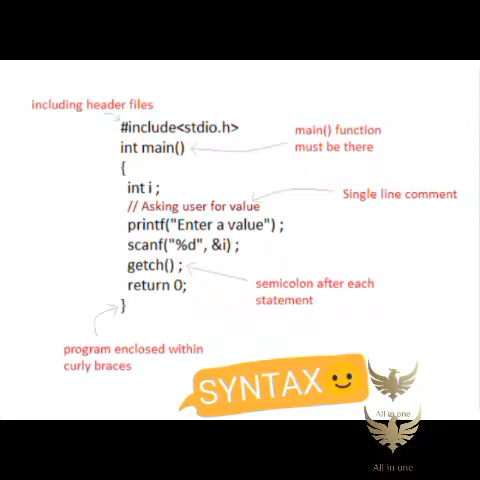 including header files
#include<stdio.h>
int main()
main() function
must be there
{
int i ;
// Asking user for value
Single line comment
printf("Enter a value") ;
scanf("%d", &i) ;
getch() ;
return 0;
semicolon after each
statement
}
program enclosed within
curly braces
SYNTAX
All in one
All in one